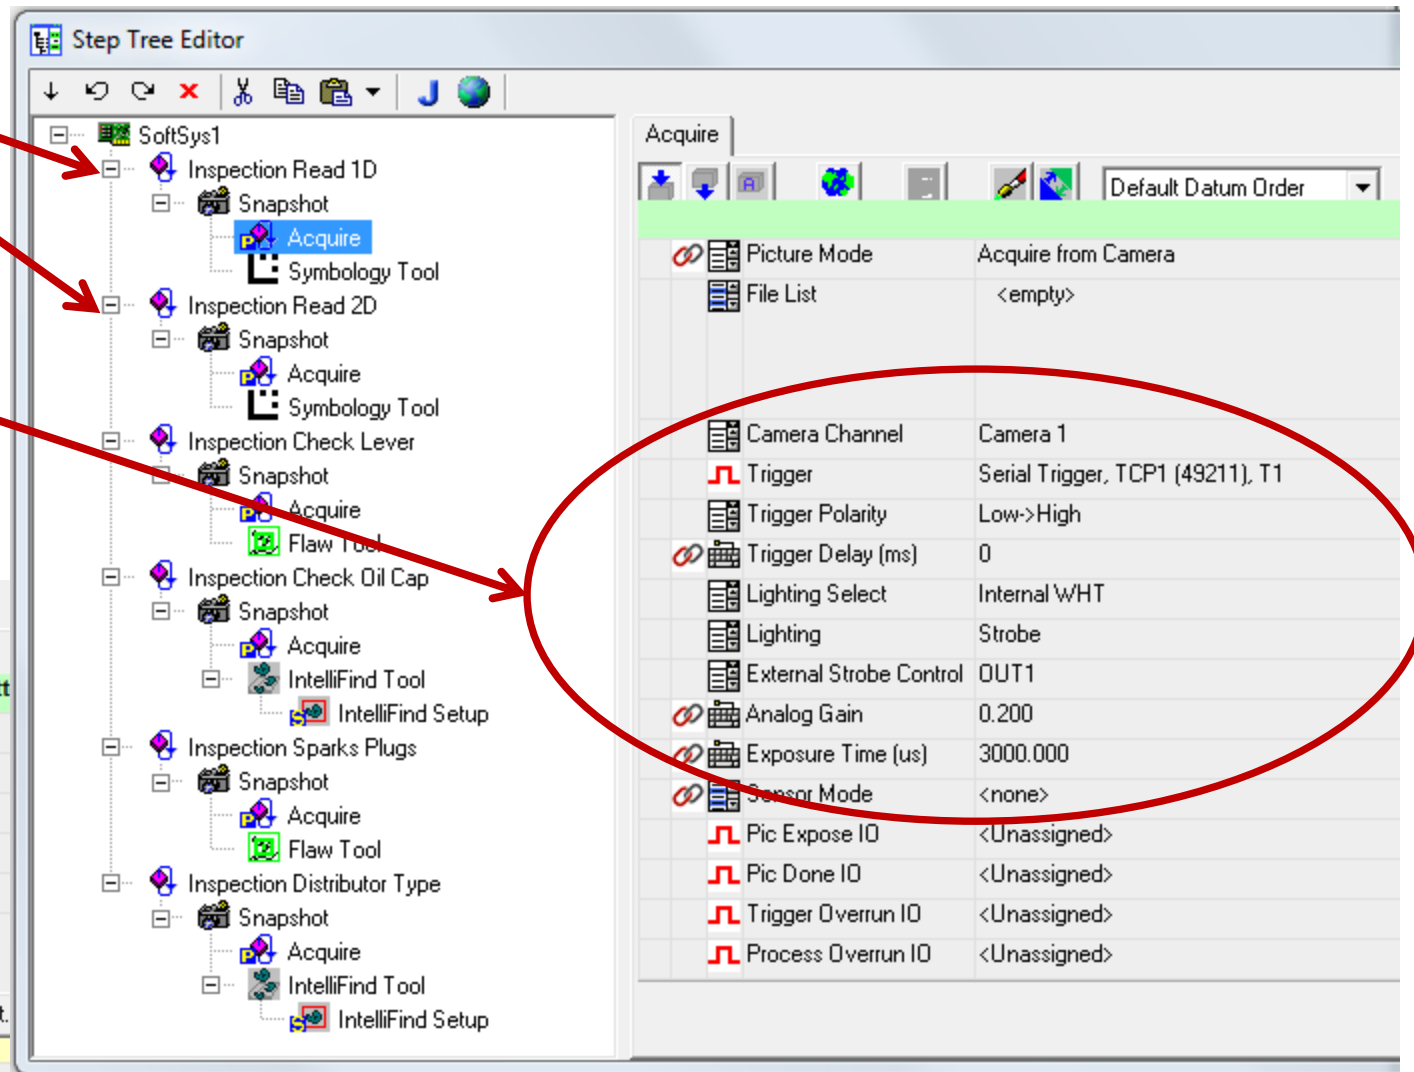 Step Tree Editor
SoftSys1
Inspection Read 1D
Snapshot
Acquire
Symbology Tool
Inspection Read 2D
Snapshot
Acquire
Symbology Tool
Inspection Check Lever
Snapshot
Acquire
Flaw Tool
Inspection Check Oil Cap
Snapshot
Acquire
IntelliFind Tool
IntelliFind Setup
Inspection Sparks Plugs
Snapshot
Acquire
Flaw Tool
Inspection Distributor Type
Snapshot
Acquire
IntelliFind Tool
IntelliFind Setup
Acquire
Default Datum Order
Picture Mode Acquire from Camera
File List <empty>
Camera Channel Camera 1
Trigger Serial Trigger, TCP1 (49211), T1
Trigger Polarity Low->High
Trigger Delay (ms) 0
Lighting Select Internal WHT
Lighting Strobe
External Strobe Control OUT1
Analog Gain 0.200
Exposure Time (us) 3000.000
Sensor Mode <none>
Pic Expose IO <Unassigned>
Pic Done IO <Unassigned>
Trigger Overrun IO <Unassigned>
Process Overrun IO <Unassigned>